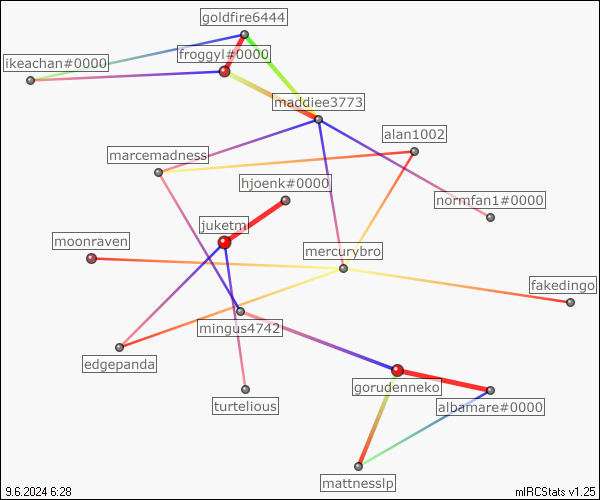 goldfire6444
froggyl#0000
ikeachan#0000
maddiee3773
alan1002
marcemadness
hjoenk#0000
normfan1#0000
juketm
moonraven
mercurybro
fakedingo
mingus4742
edgepanda
gorudenneko
turtelious
albamare#0000
mattnesslp
9.6.2024 6:28
mIRCStats v1.25